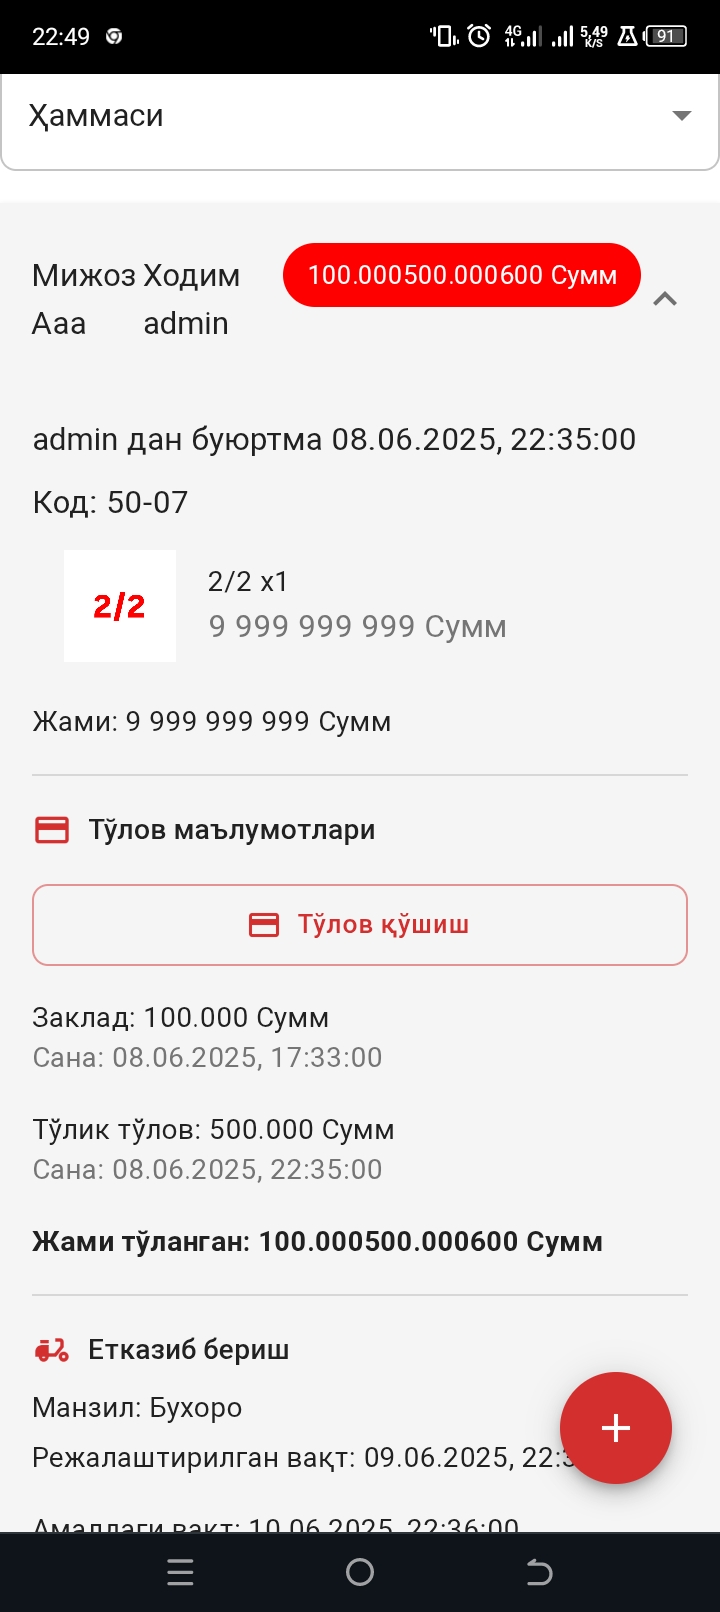 22:49
4G
5,49
K/S
91
Ҳаммаси
Мижоз Ходим
100.000500.000600 Сумм
Aaa admin
admin дан буюртма 08.06.2025, 22:35:00
Код: 50-07
2/2
2/2 x1
9 999 999 999 Сумм
Жами: 9 999 999 999 Сумм
Тўлов маълумотлари
Тўлов қўшиш
Заклад: 100.000 Сумм
Сана: 08.06.2025, 17:33:00
Тўлик тўлов: 500.000 Сумм
Сана: 08.06.2025, 22:35:00
Жами тўланган: 100.000500.000600 Сумм
Етказиб бериш
Манзил: Бухоро
Режалаштирилган вақт: 09.06.2025, 22:3
Амалдаги вақт: 10.06.2025, 22:36:00